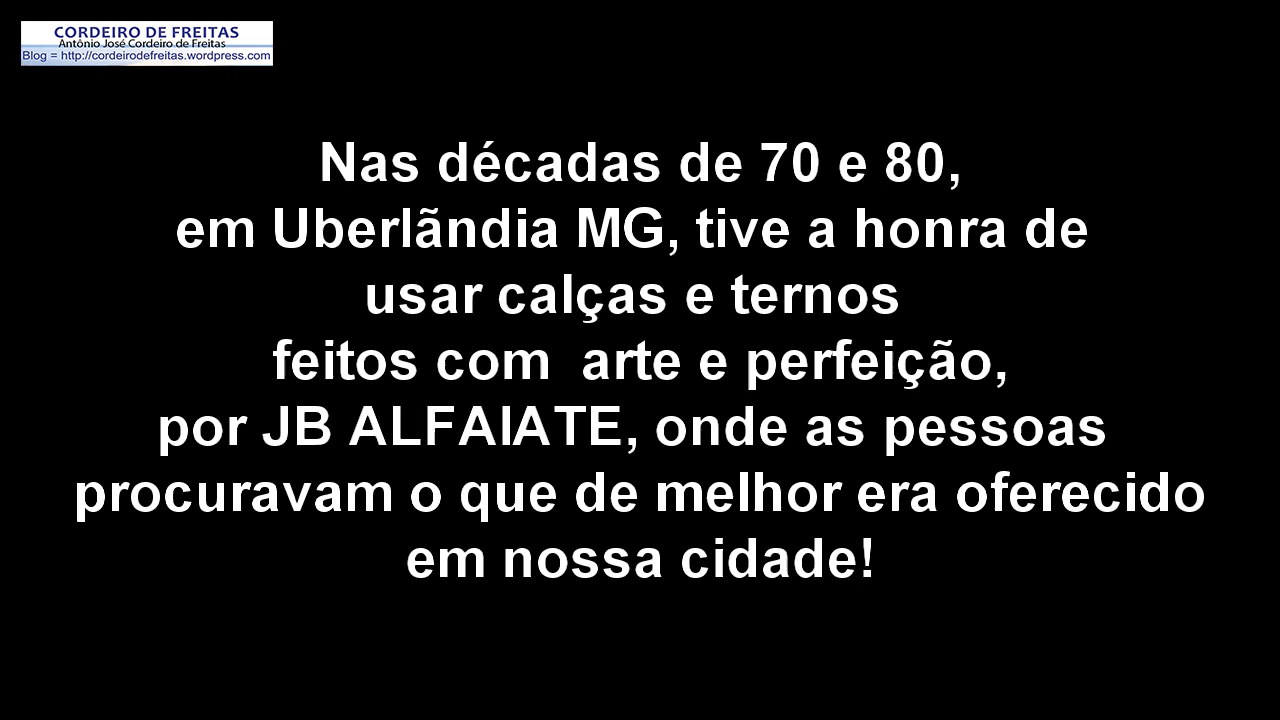 CORDEIRO DE FREITAS
Antônio José Cordeiro de Freitas
Blog = http://cordeirodefreitas.wordpress.com
Nas décadas de 70 e 80,
em Uberlãndia MG, tive a honra de
usar calças e ternos
feitos com arte e perfeição,
por JB ALFAIATE, onde as pessoas
procuravam o que de melhor era oferecido
em nossa cidade!